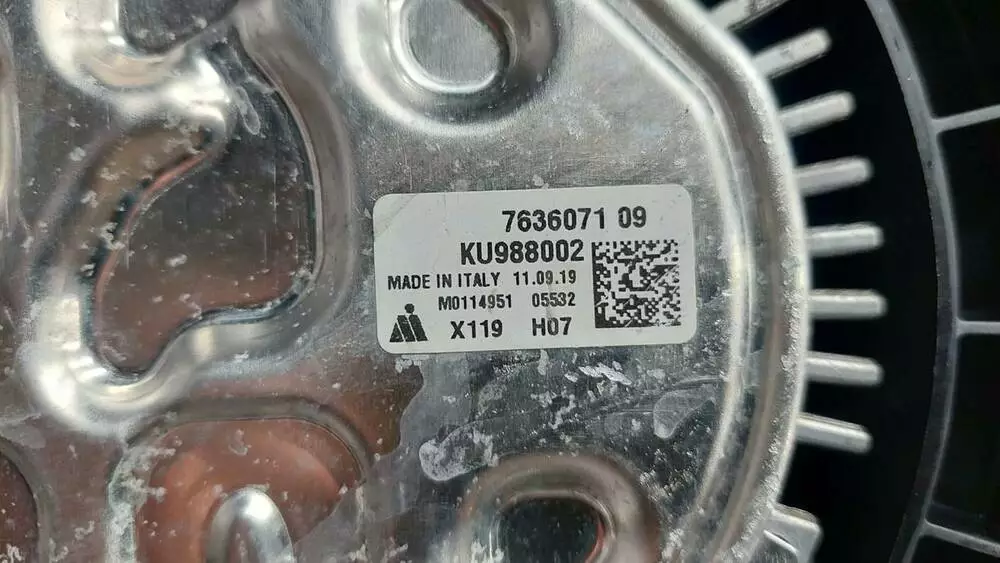 7636071 09
KU988002
MADE IN ITALY 11.09.19
M0114951 05532
X119 H07